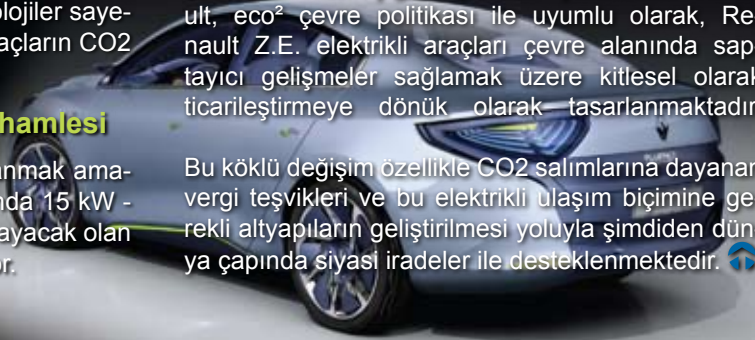 olojiler saye-
açların CO2
hamlesi
anmak ama-
nda 15 kW -
ayacak olan
or.
ult, eco² çevre politikası ile uyumlu olarak, Re-
nault Z.E. elektrikli araçları çevre alanında sap-
tayıcı gelişmeler sağlamak üzere kitlesel olarak
ticarileştirmeye dönük olarak tasarlanmaktadır
Bu köklü değişim özellikle CO2 salımlarına dayanan
vergi teşvikleri ve bu elektrikli ulaşım biçimine ge-
rekli altyapıların geliştirilmesi yoluyla şimdiden dün-
ya çapında siyasi iradeler ile desteklenmektedir.